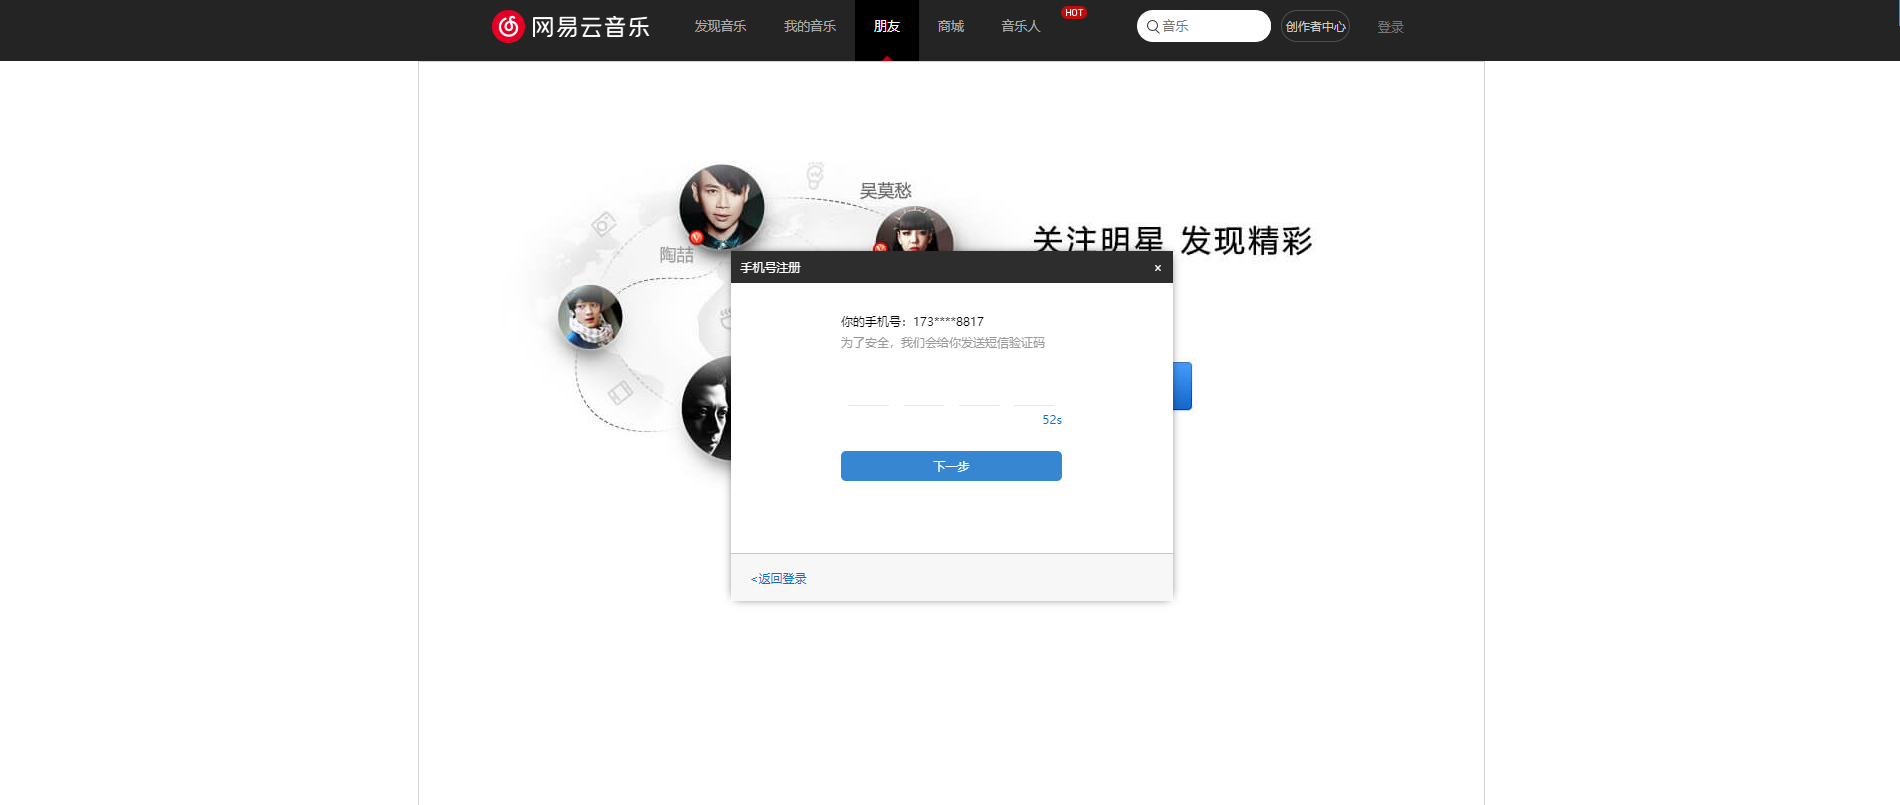 网易云音乐
发现音乐
我的音乐
朋友
商城
音乐人
HOT
音乐
创作者中心
登录
吴莫愁
陶喆
关注明星 发现精彩
手机号注册
×
你的手机号：173****8817
为了安全，我们会给你发送短信验证码
52s
下一步
<返回登录